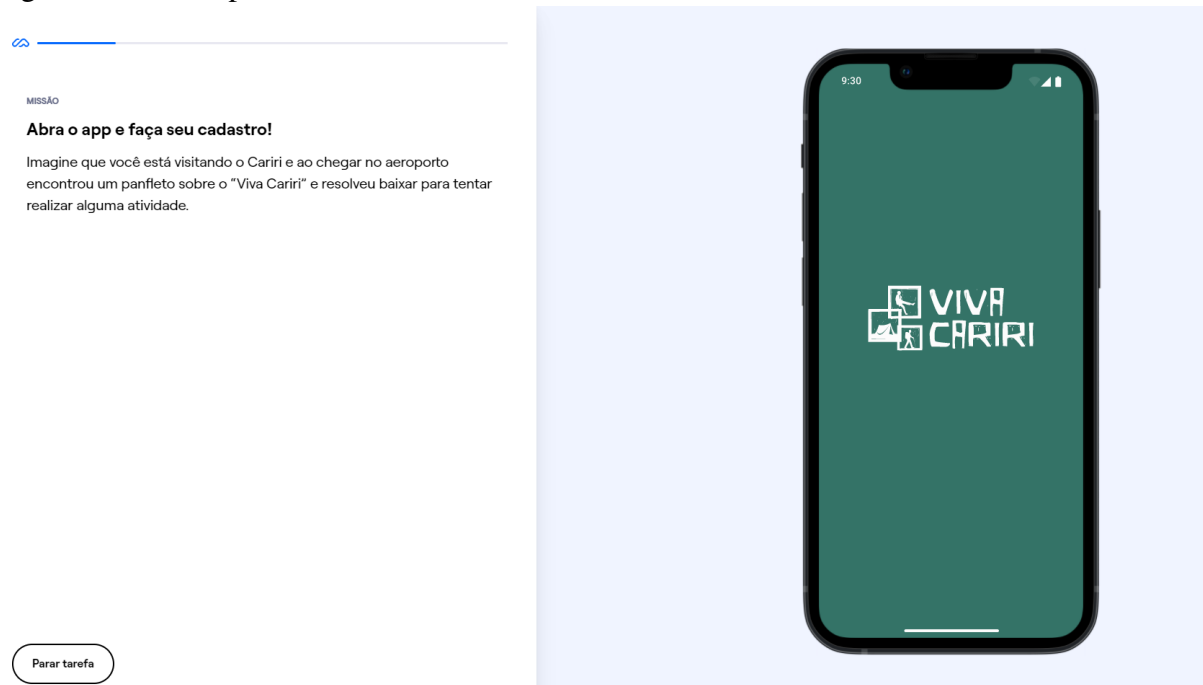 MISSÃO
Abra o app e faça seu cadastro!
Imagine que você está visitando o Cariri e ao chegar no aeroporto
encontrou um panfleto sobre o “Viva Cariri” e resolveu baixar para tentar
realizar alguma atividade.
Parar tarefa
9:30
VIVA
CARIRI